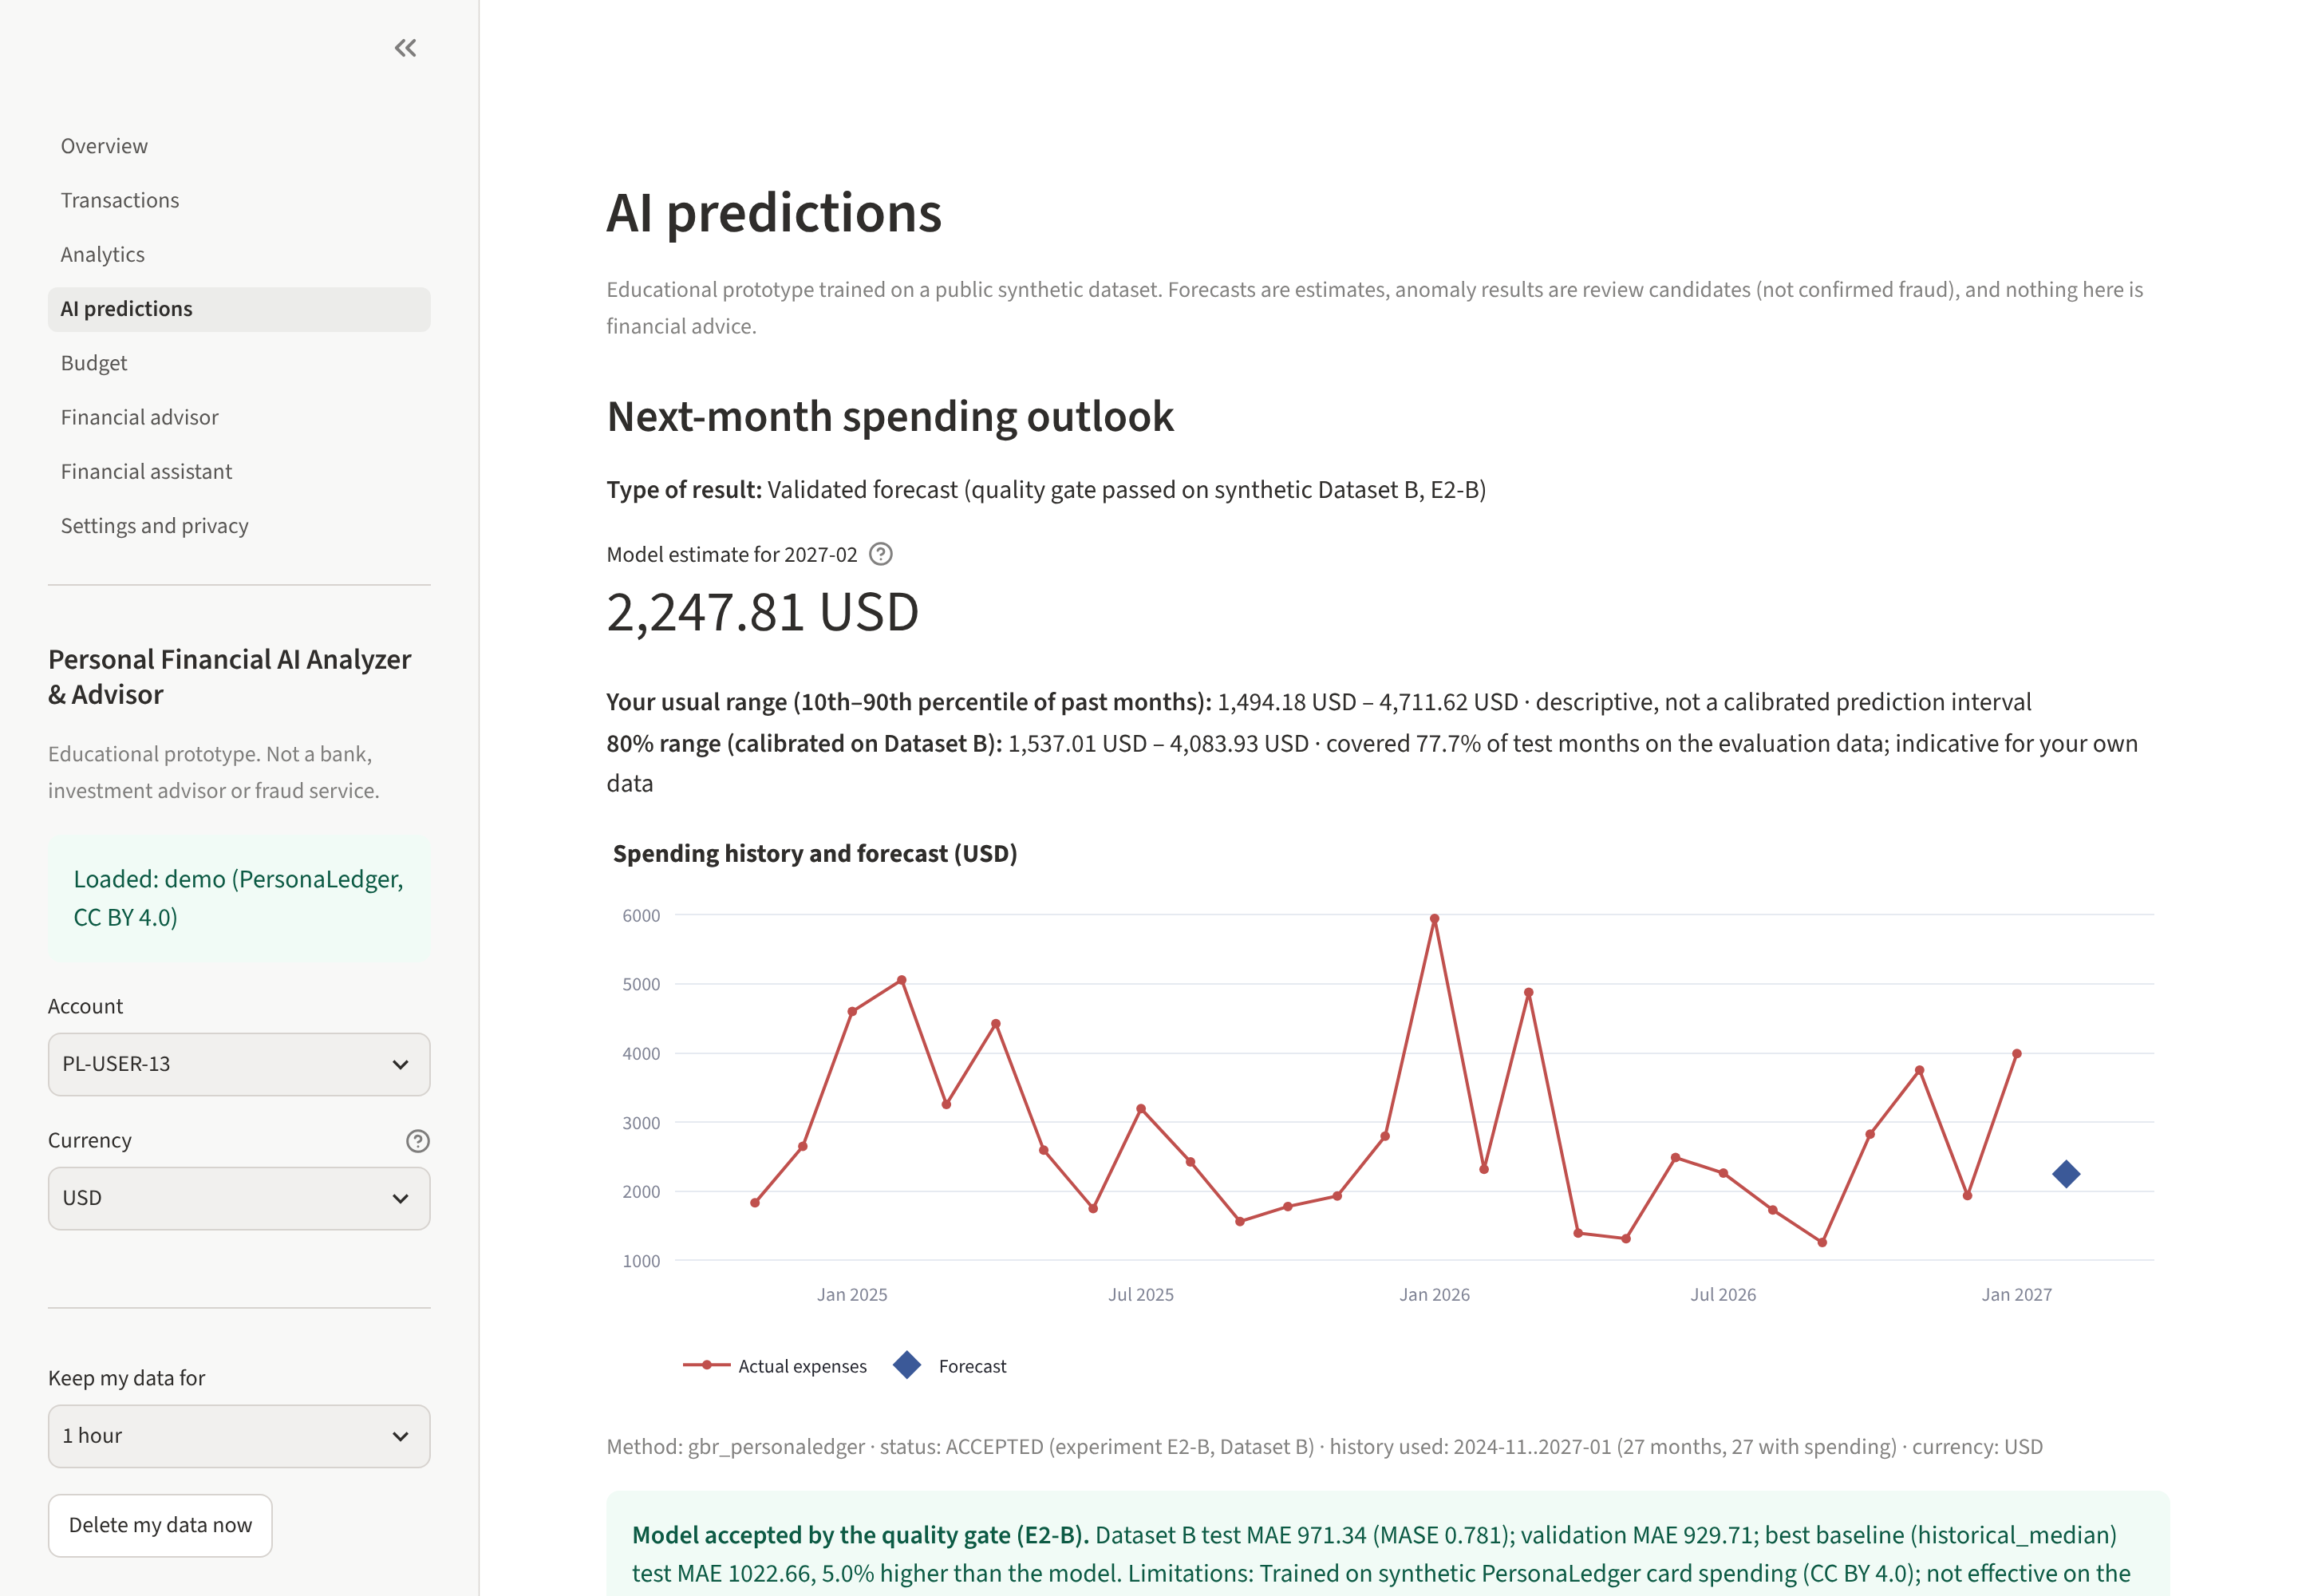 Overview
Transactions
Analytics
AI predictions
Budget
Financial advisor
Financial assistant
Settings and privacy
Personal Financial AI Analyzer
& Advisor
Educational prototype. Not a bank,
investment advisor or fraud service.
Loaded: demo (PersonaLedger,
CC BY 4.0)
Account
PL-USER-13
Currency
USD
Keep my data for
1 hour
Delete my data now
AI predictions
Educational prototype trained on a public synthetic dataset. Forecasts are estimates, anomaly results are review candidates (not confirmed fraud), and nothing here is
financial advice.
Next-month spending outlook
Type of result: Validated forecast (quality gate passed on synthetic Dataset B, E2-B)
Model estimate for 2027-02
2,247.81 USD
Your usual range (10th–90th percentile of past months): 1,494.18 USD – 4,711.62 USD · descriptive, not a calibrated prediction interval
80% range (calibrated on Dataset B): 1,537.01 USD – 4,083.93 USD · covered 77.7% of test months on the evaluation data; indicative for your own
data
Spending history and forecast (USD)
6000
5000
4000
3000
2000
1000
Jan 2025 Jul 2025 Jan 2026 Jul 2026 Jan 2027
Actual expenses Forecast
Method: gbr_personaledger · status: ACCEPTED (experiment E2-B, Dataset B) · history used: 2024-11..2027-01 (27 months, 27 with spending) · currency: USD
Model accepted by the quality gate (E2-B). Dataset B test MAE 971.34 (MASE 0.781); validation MAE 929.71; best baseline (historical_median)
test MAE 1022.66, 5.0% higher than the model. Limitations: Trained on synthetic PersonaLedger card spending (CC BY 4.0); not effective on the